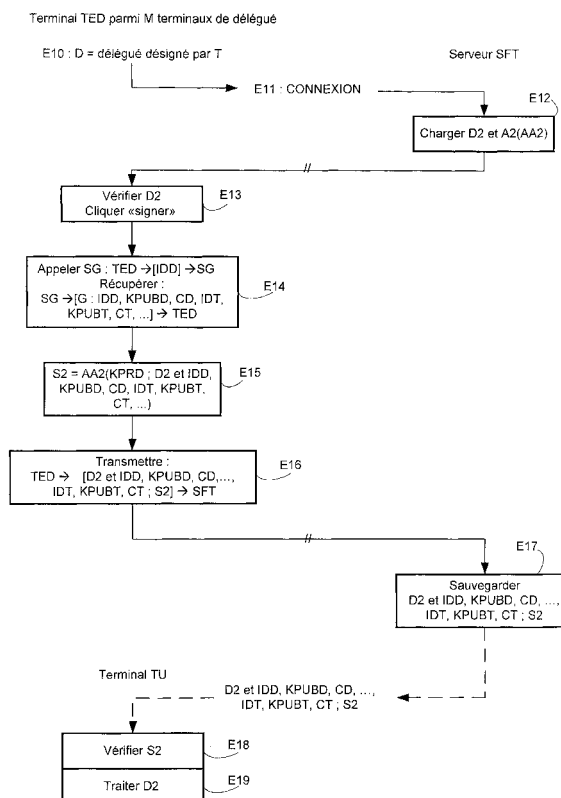 Terminal TED parmi M terminaux de délégué
E10 : D = délégué désigné par T
Serveur SFT
E11 : CONNEXION
E12
Charger D2 et A2(AA2)
E13
Vérifier D2
Cliquer «signer»
Appeler SG : TED →[IDD] →SG
Récupérer :
SG →[G : IDD, KPUBD, CD, IDT,
KPUBT, CT, ...] → TED
E14
S2 = AA2(KPRD ; D2 et IDD,
KPUBD, CD, IDT, KPUBT,
CT, ...)
E15
Transmettre :
TED → [D2 et IDD, KPUBD, CD,...,
IDT, KPUBT, CT ; S2] → SFT
E16
E17
Sauvegarder
D2 et IDD, KPUBD, CD, ...,
IDT, KPUBT, CT ; S2
Terminal TU
D2 et IDD, KPUBD, CD, ...,
IDT, KPUBT, CT ; S2
Vérifier S2
E18
Traiter D2
E19